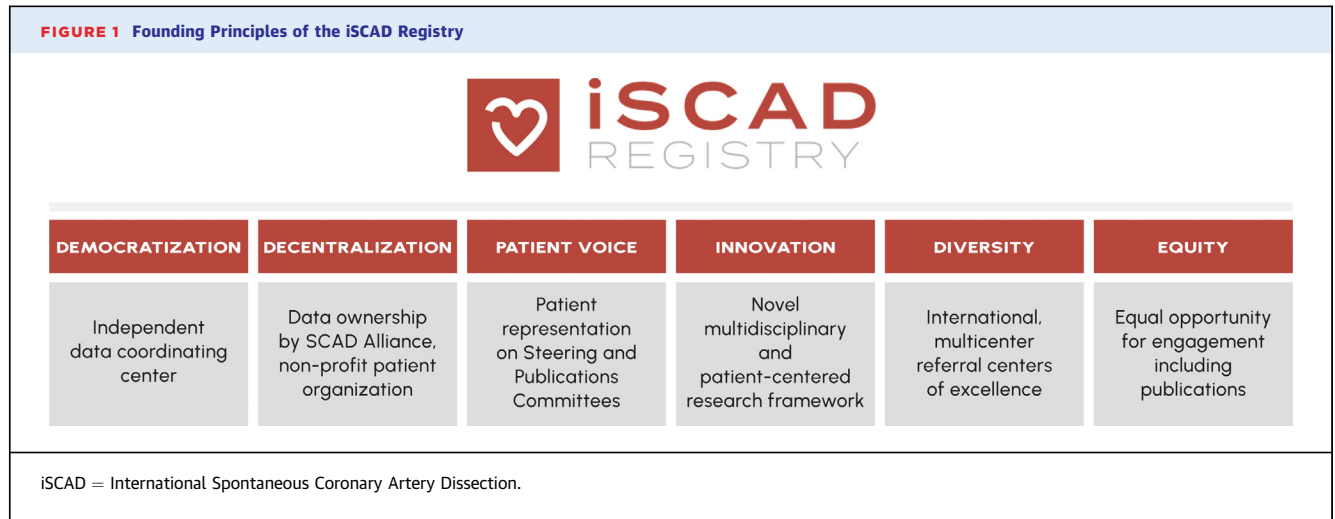 FIGURE 1 Founding Principles of the iSCAD Registry
iSCAD
REGISTRY
DEMOCRATIZATION
Independent
data coordinating
center
DECENTRALIZATION
Data ownership
by SCAD Alliance,
non-profit patient
organization
PATIENT VOICE
Patient
representation
on Steering and
Publications
Committees
INNOVATION
Novel
multidisciplinary
and
patient-centered
research framework
DIVERSITY
International,
multicenter
referral centers
of excellence
EQUITY
Equal opportunity
for engagement
including
publications
iSCAD = International Spontaneous Coronary Artery Dissection.